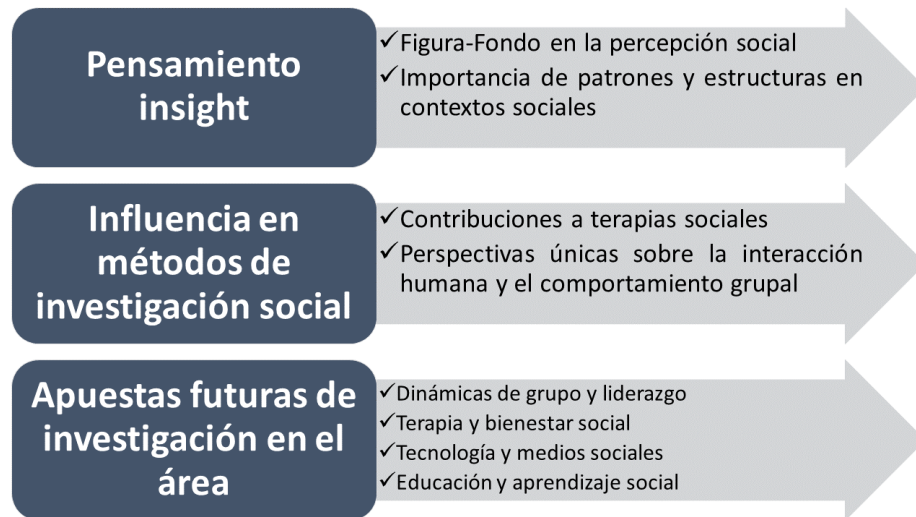 Pensamiento
insight
✓Figura-Fondo en la percepción social
✓Importancia de patrones y estructuras en
contextos sociales
Influencia en
métodos de
investigación social
✓Contribuciones a terapias sociales
✓Perspectivas únicas sobre la interacción
humana y el comportamiento grupal
Apuestas futuras de
investigación en el
área
✓Dinámicas de grupo y liderazgo
✓Terapia y bienestar social
✓Tecnología y medios sociales
✓Educación y aprendizaje social